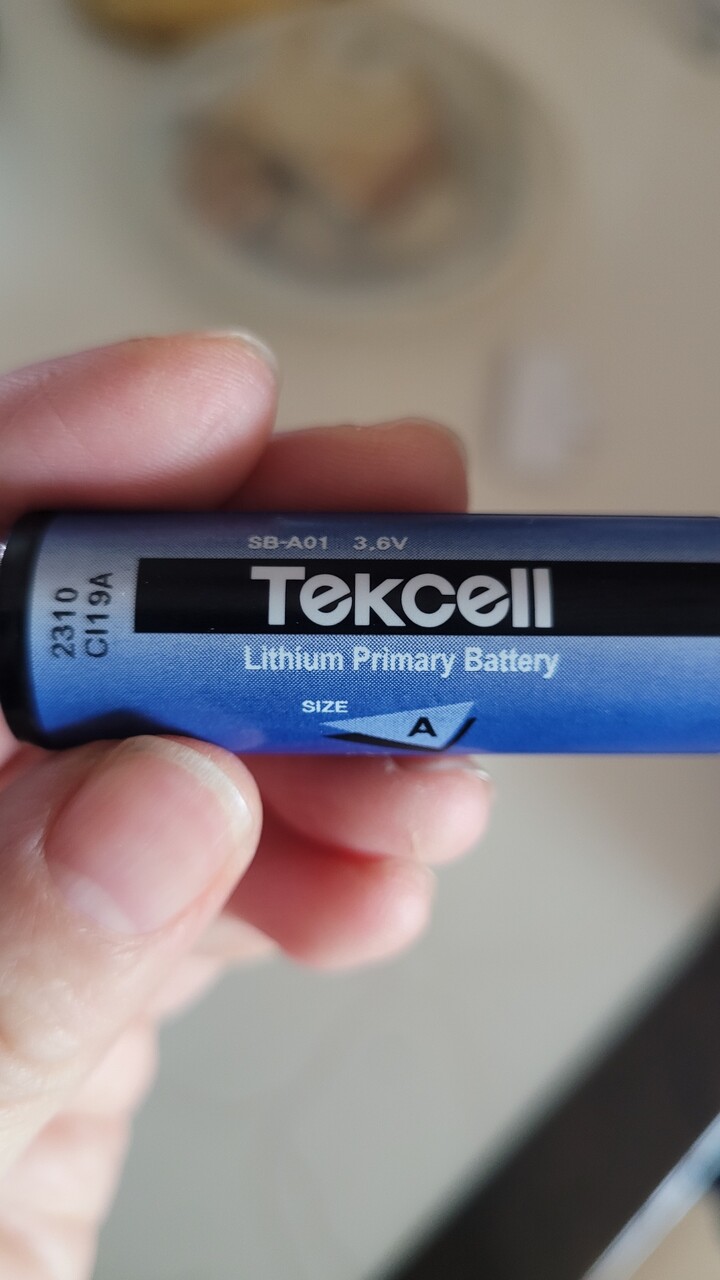 SB-A01 3.6V
Tekcell
Lithium Primary Battery
SIZE
A
2310
CI19A